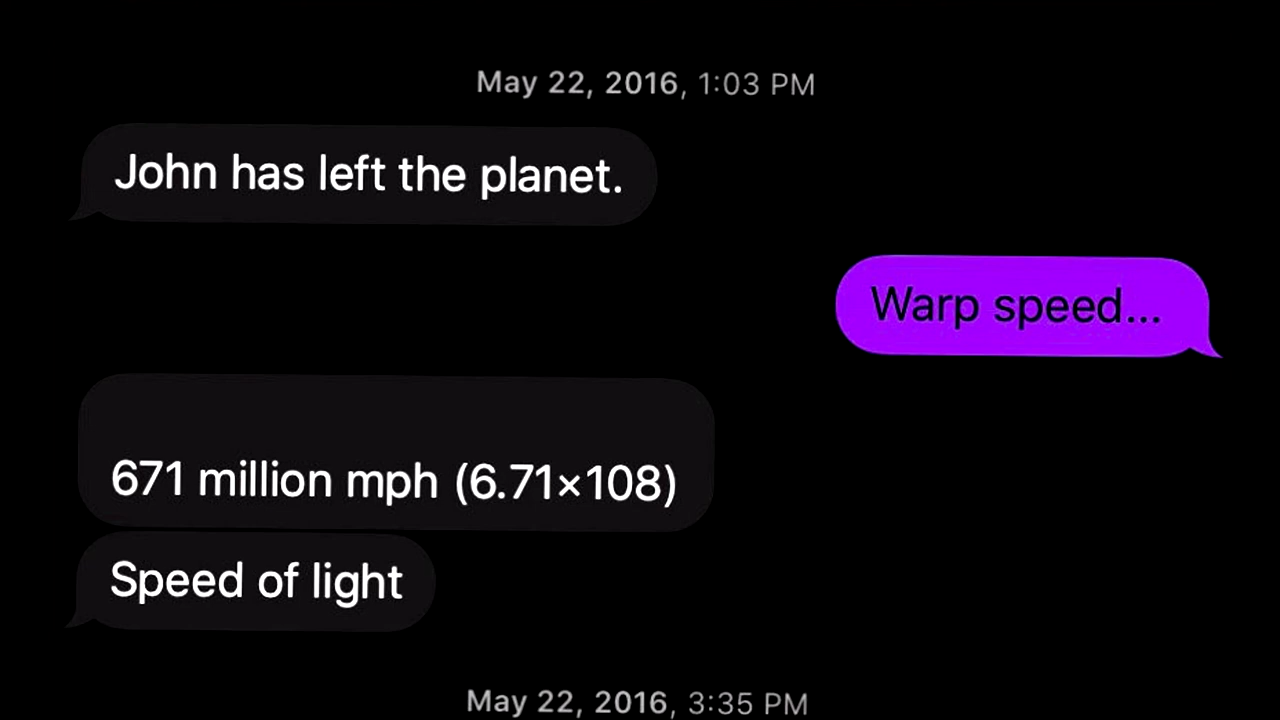 May 22, 2016, 1:03 PM
John has left the planet.
Warp speed...
671 million mph (6.71×108)
Speed of light
May 22, 2016, 3:35 PM